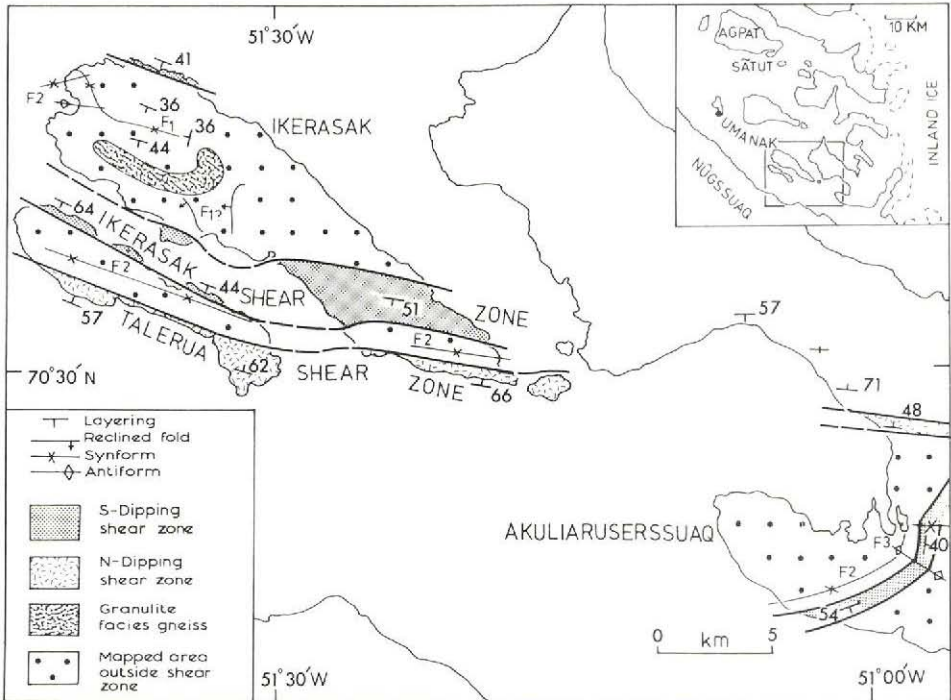 51°30'W
10 KM
AGPAT
SÀTUT
UMANAK
NÛGSSUAQ
INLAND ICE
41
F2
36
F1
36
44
IKERASAK
F1?
64
IKERASAK
SHEAR
ZONE
F2
44
51
57
TALERUA
SHEAR
ZONE
F2
62
66
57
71
48
70°30 N
Layering
Reclined fold
Synform
Antiform
S-Dipping
shear zone
N-Dipping
shear zone
Granulite
facies gneiss
Mapped area
outside shear
zone
AKULIARUSERSSUAQ
F3
40
F2
54
0 km 5
51°30'W
51°00'W